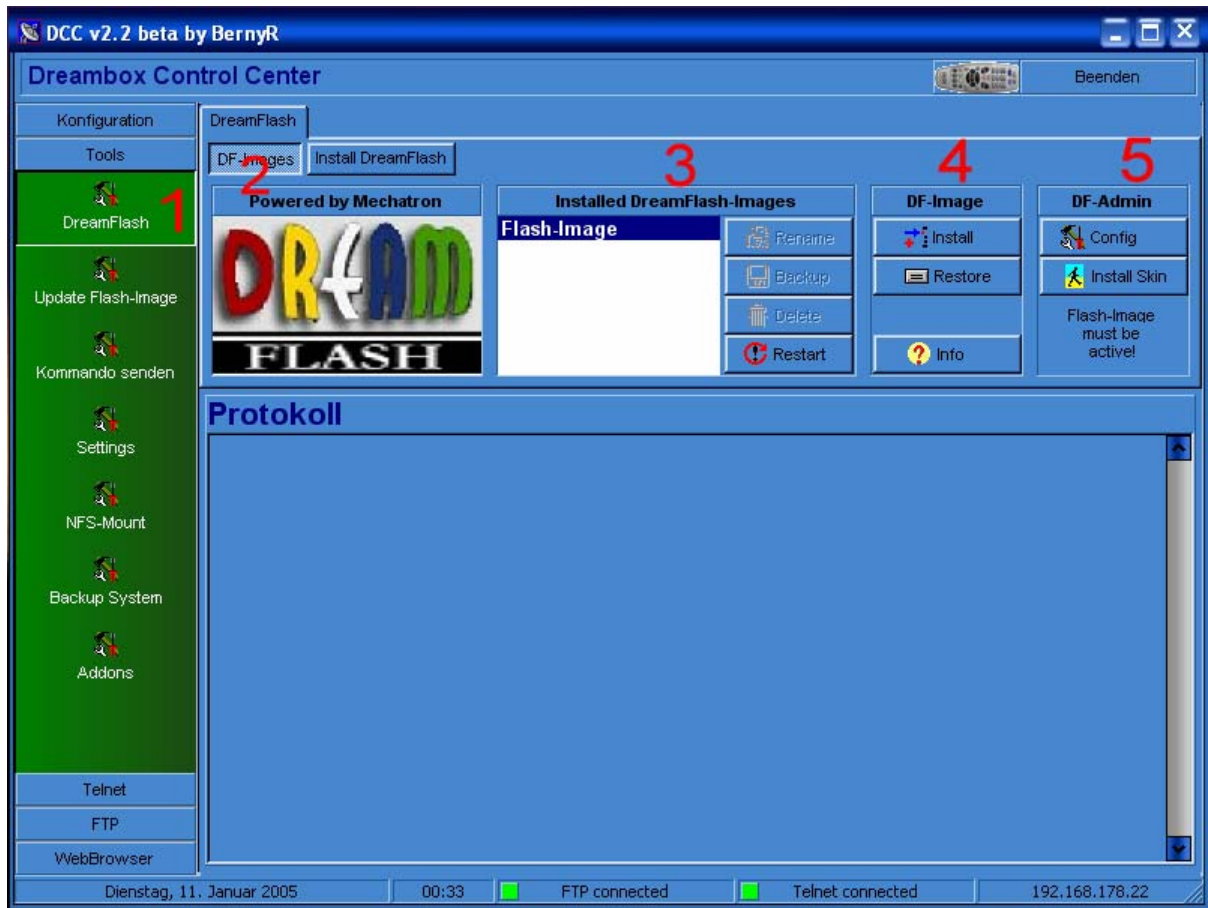 DCC v2.2 beta by BernyR
Dreambox Control Center
Beenden
Konfiguration
Tools
DreamFlash
1
Update Flash-Image
Kommando senden
Settings
NFS-Mount
Backup System
Addons
Telnet
FTP
WebBrowser
DreamFlash
DF-Images
Install DreamFlash
2
3
4
5
Powered by Mechatron
DREAM
FLASH
Installed DreamFlash-Images
Flash-Image
Rename
Backup
Delete
Restart
DF-Image
Install
Restore
Info
DF-Admin
Config
Install Skin
Flash-Image
must be
active!
Protokoll
Dienstag, 11. Januar 2005
00:33
FTP connected
Telnet connected
192.168.178.22